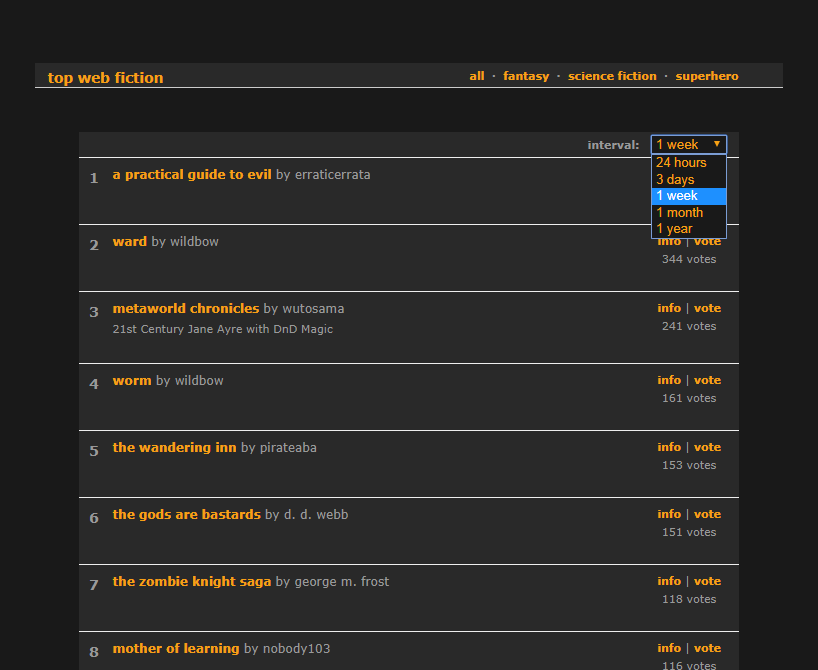 top web fiction
all · fantasy · science fiction · superhero
interval: 1 week
24 hours
3 days
1 week
1 month
1 year
1 a practical guide to evil by erraticerrata
2 ward by wildbow info | vote
344 votes
3 metaworld chronicles by wutosama info | vote
241 votes
21st Century Jane Ayre with DnD Magic
4 worm by wildbow info | vote
161 votes
5 the wandering inn by pirateaba info | vote
153 votes
6 the gods are bastards by d. d. webb info | vote
151 votes
7 the zombie knight saga by george m. frost info | vote
118 votes
8 mother of learning by nobody103 info | vote
116 votes